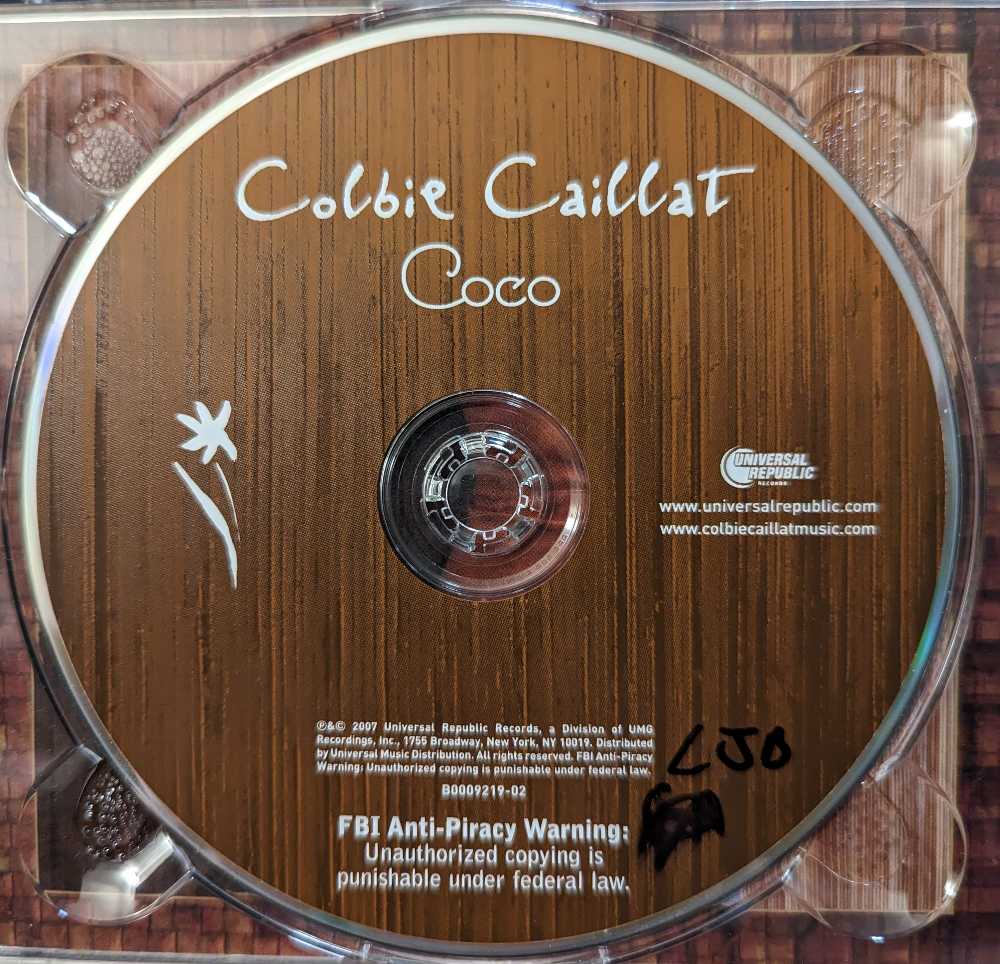 Colbie Caillat
Coco
UNIVERSAL
REPUBLIC
RECORDS
www.universalrepublic.com
www.colbiecaillatmusic.com
℗&© 2007 Universal Republic Records, a Division of UMG
Recordings, Inc., 1755 Broadway, New York, NY 10019. Distributed
by Universal Music Distribution. All rights reserved. FBI Anti-Piracy
Warning: Unauthorized copying is punishable under federal law.
B0009219-02
LJB
FBI Anti-Piracy Warning:
Unauthorized copying is
punishable under federal law.